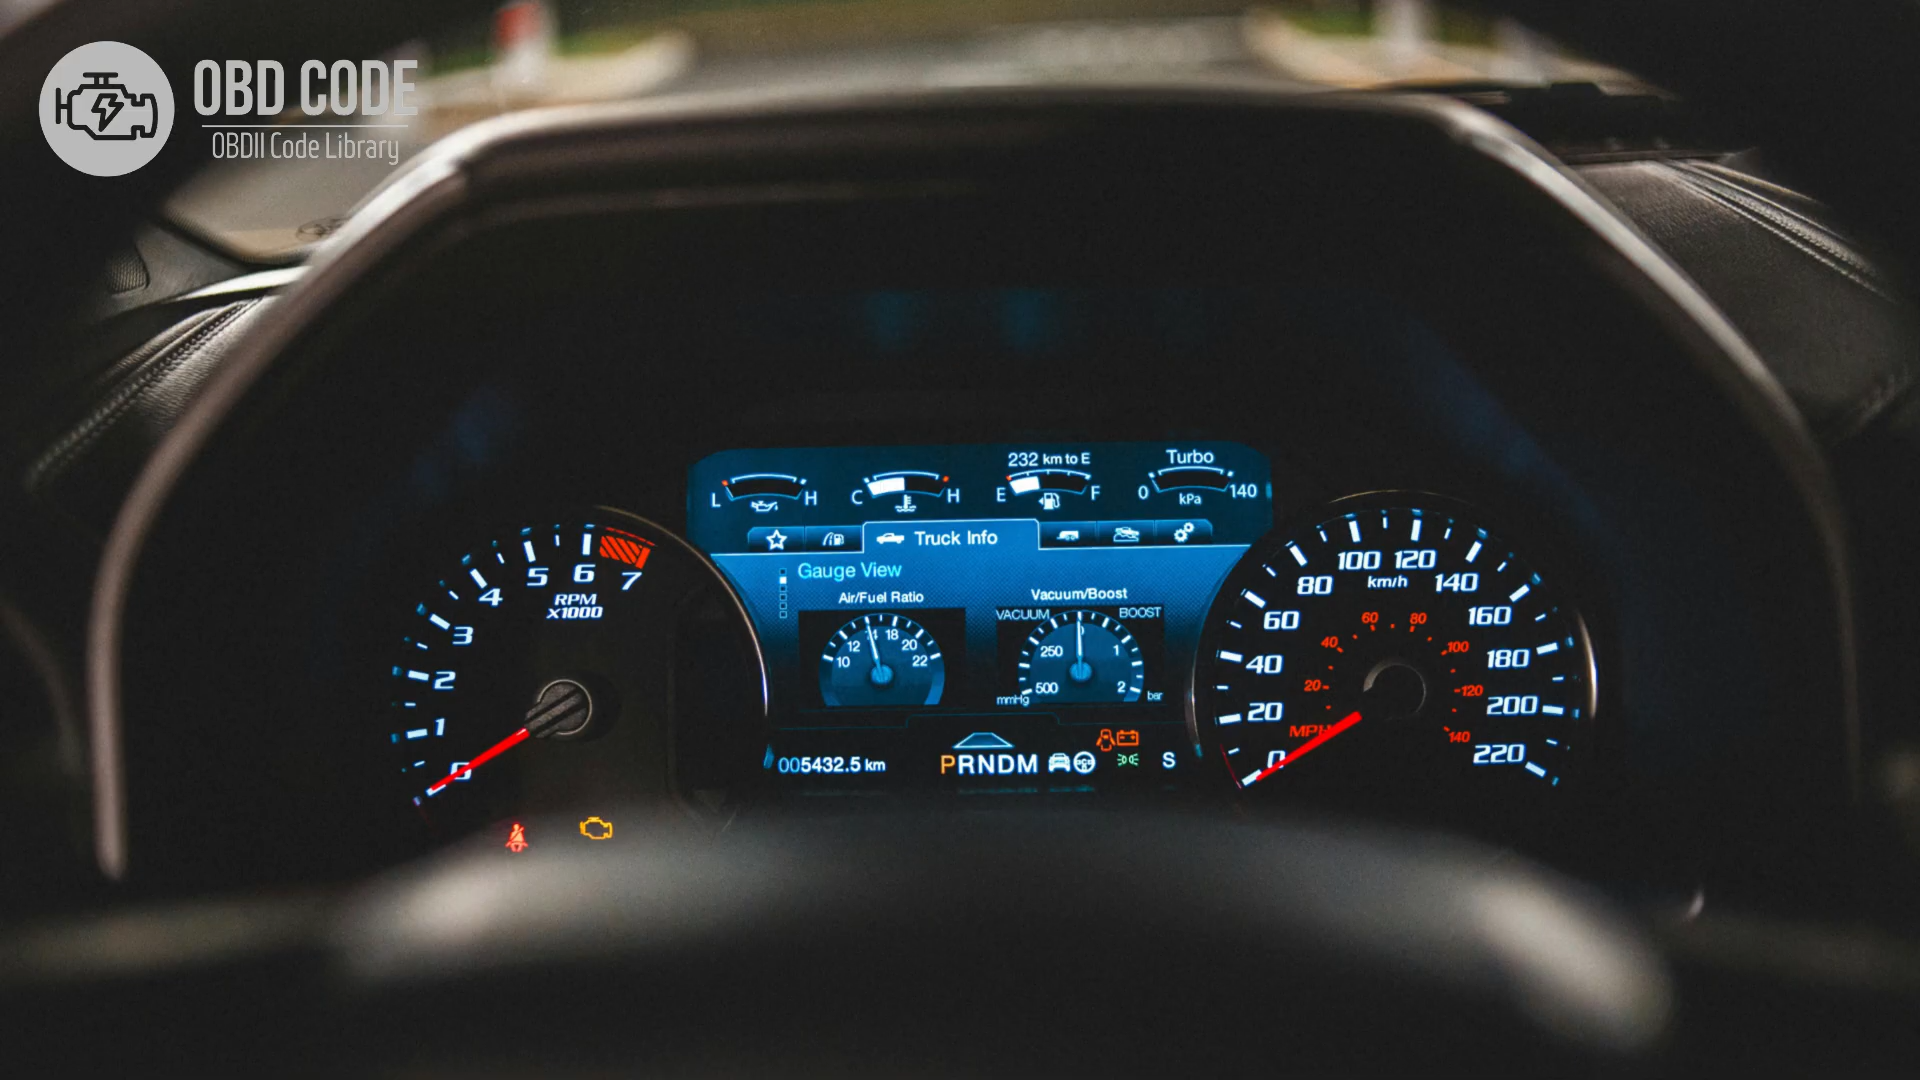 OBD CODE
OBDII Code Library
232 km to E
Turbo
L H
C H
E F
0 140
kPa
Truck Info
Gauge View
Air/Fuel Ratio
10 12 14 18 20 22
Vacuum/Boost
VACUUM BOOST
500 250 0 1 2
mmHg bar
0 1 2 3 4 5 6 7
RPM
X1000
005432.5 km
PRNDM
S
0 20 40 60 80 100 120 140 160 180 200 220
km/h
20 40 60 80 100 120 140
MPH